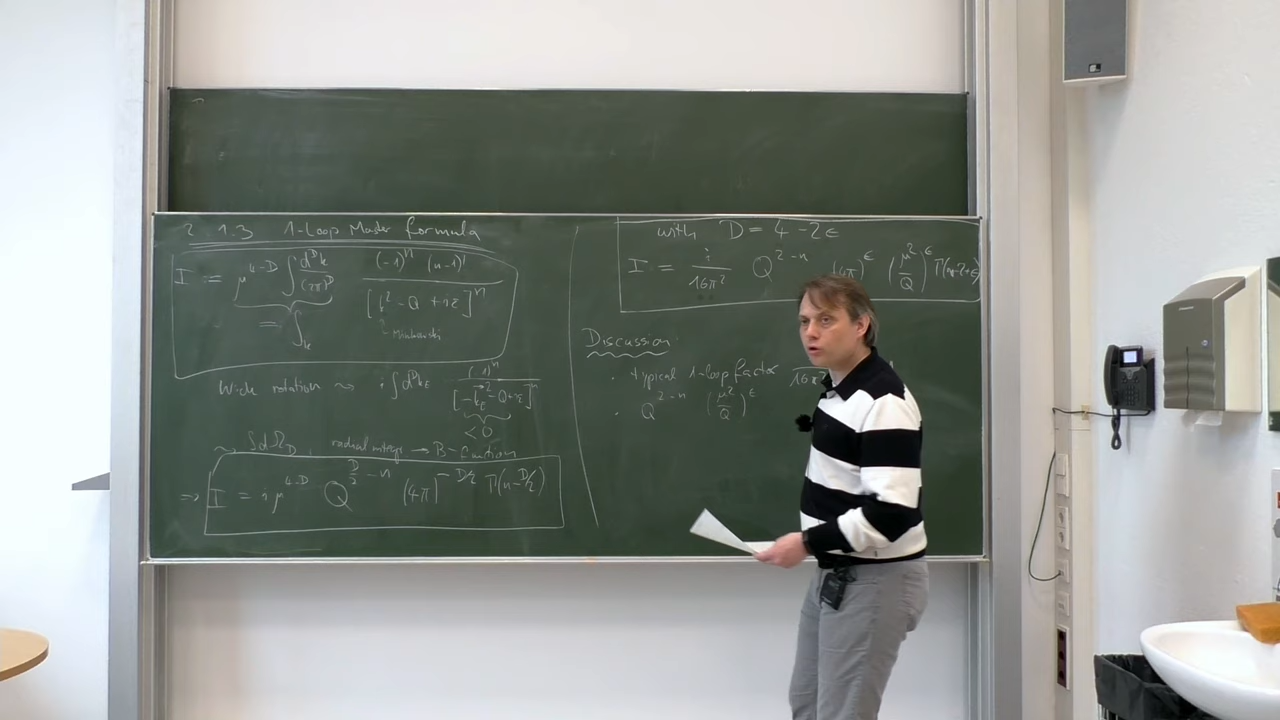 2.1.3 1-Loop Master formula
I := μ^{4-D} ∫ d^D k / (2π)^D (-1)^n (n-1)! / [k² - Q + iε]^n
= ∫_k
Minkowski
Wick rotation ⇝ i∫d^D k_E (-1)^n / [-k_E² - Q + iε]^n
< 0
⇝ ∫dΩ_D, radial integr → B-function
⇒ I = i μ^{4-D} Q^{D/2 - n} (4π)^{-D/2} Γ(n-D/2)
with D = 4-2ϵ
I := i/16π² Q^{2-n} (4π)^ϵ (μ²/Q)^ϵ Γ(n-2+ϵ)
Discussion:
· typical 1-loop factor 1/16π²
· Q^{2-n} (μ²/Q)^ϵ